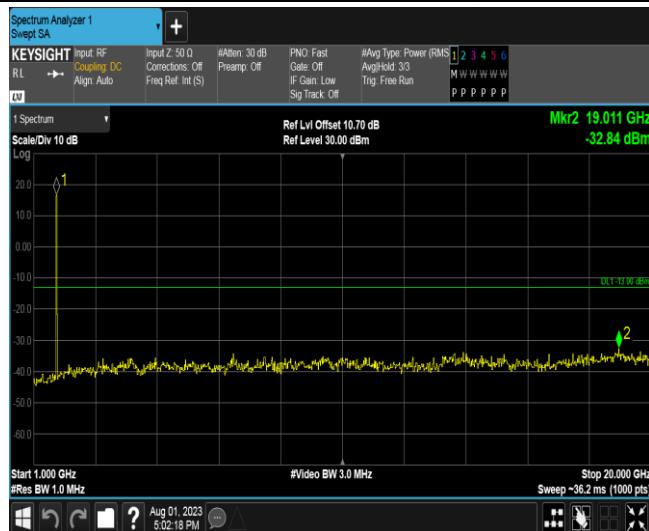 Spectrum Analyzer 1
Swept SA
+
KEYSIGHT
RL
LXI
Input: RF
Coupling: DC
Align: Auto
Input Z: 50 Ω
Corrections: Off
Freq Ref: Int (S)
#Atten: 30 dB
Preamp: Off
PNO: Fast
Gate: Off
IF Gain: Low
Sig Track: Off
#Avg Type: Power (RMS
Avg|Hold: 3/3
Trig: Free Run
1 2 3 4 5 6
M W W W W W
P P P P P P
1 Spectrum
Scale/Div 10 dB
Log
Ref Lvl Offset 10.70 dB
Ref Level 30.00 dBm
Mkr2 19.011 GHz
-32.84 dBm
20.0
10.0
0.00
-10.0
-20.0
-30.0
-40.0
-50.0
-60.0
1
DL1 -13.00 dBm
2
Start 1.000 GHz
#Res BW 1.0 MHz
#Video BW 3.0 MHz
Stop 20.000 GHz
Sweep ~36.2 ms (1000 pts)
?
Aug 01, 2023
5:02:18 PM